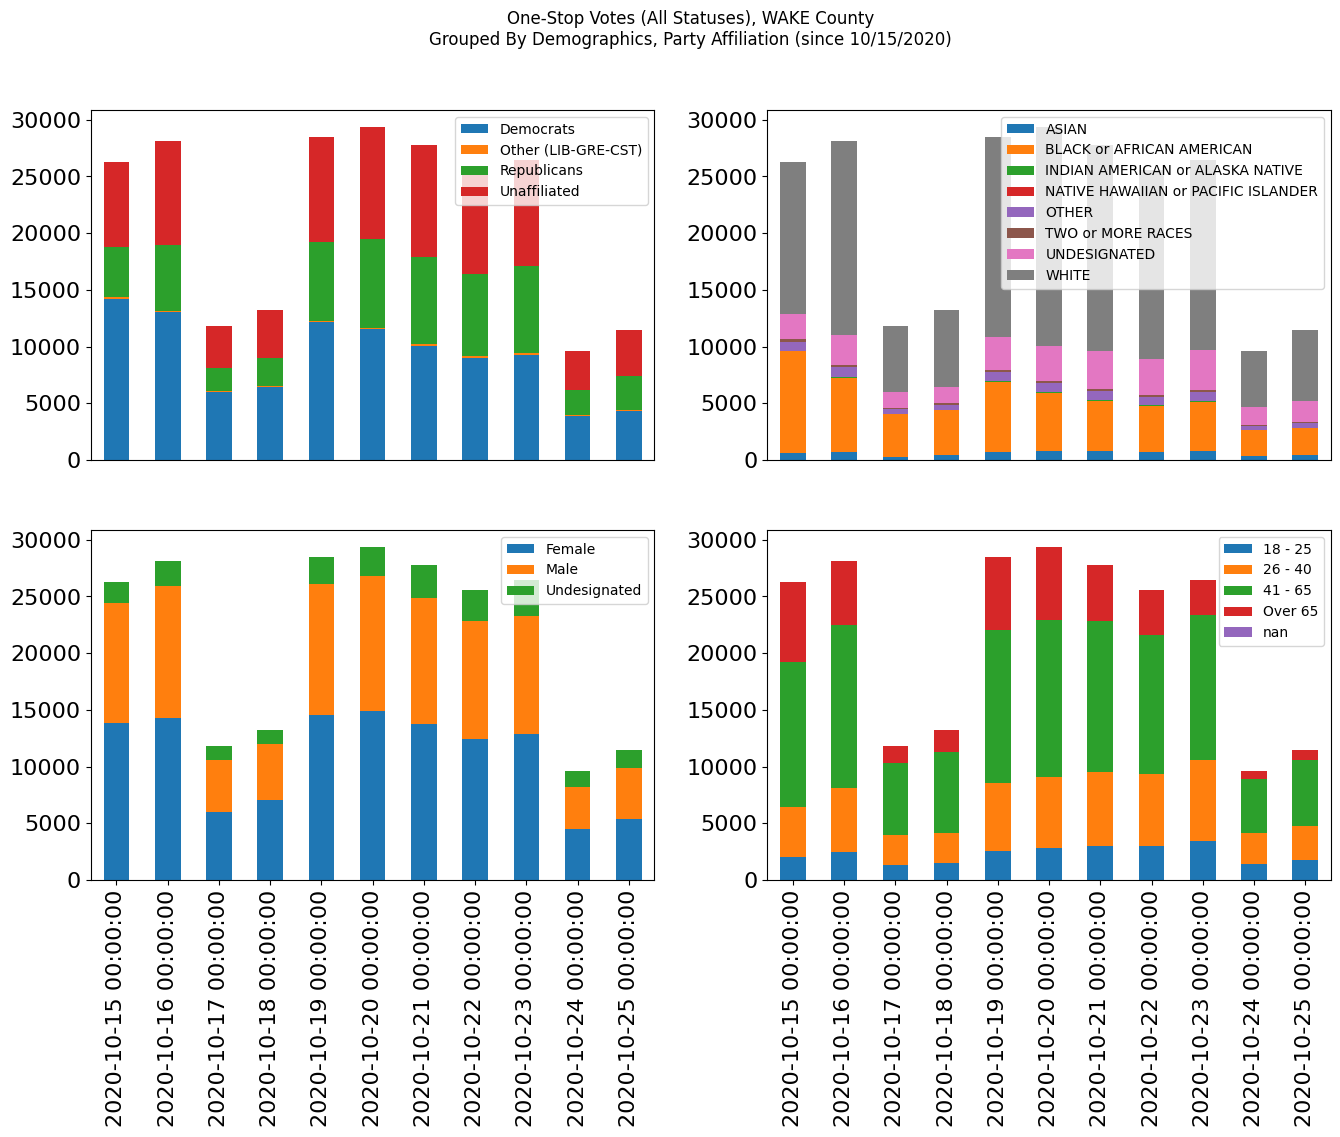 One-Stop Votes (All Statuses), WAKE County
Grouped By Demographics, Party Affiliation (since 10/15/2020)
30000
25000
20000
15000
10000
5000
0
Democrats
Other (LIB-GRE-CST)
Republicans
Unaffiliated
30000
25000
20000
15000
10000
5000
0
ASIAN
BLACK or AFRICAN AMERICAN
INDIAN AMERICAN or ALASKA NATIVE
NATIVE HAWAIIAN or PACIFIC ISLANDER
OTHER
TWO or MORE RACES
UNDESIGNATED
WHITE
30000
25000
20000
15000
10000
5000
0
Female
Male
Undesignated
2020-10-15 00:00:00
2020-10-16 00:00:00
2020-10-17 00:00:00
2020-10-18 00:00:00
2020-10-19 00:00:00
2020-10-20 00:00:00
2020-10-21 00:00:00
2020-10-22 00:00:00
2020-10-23 00:00:00
2020-10-24 00:00:00
2020-10-25 00:00:00
30000
25000
20000
15000
10000
5000
0
18 - 25
26 - 40
41 - 65
Over 65
nan
2020-10-15 00:00:00
2020-10-16 00:00:00
2020-10-17 00:00:00
2020-10-18 00:00:00
2020-10-19 00:00:00
2020-10-20 00:00:00
2020-10-21 00:00:00
2020-10-22 00:00:00
2020-10-23 00:00:00
2020-10-24 00:00:00
2020-10-25 00:00:00